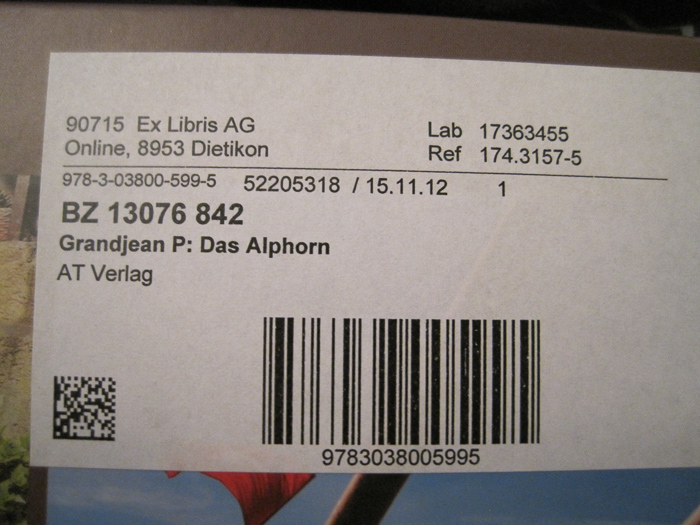 90715 Ex Libris AG
Online, 8953 Dietikon
Lab 17363455
Ref 174.3157-5
978-3-03800-599-5 52205318 / 15.11.12 1
BZ 13076 842
Grandjean P: Das Alphorn
AT Verlag
9783038005995